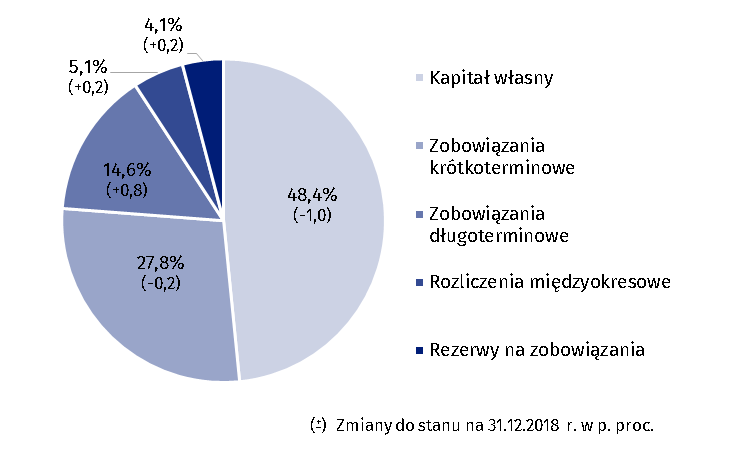 4,1%
(+0,2)
5,1%
(+0,2)
14,6%
(+0,8)
48,4%
(-1,0)
27,8%
(-0,2)
Kapitał własny
Zobowiązania
krótkoterminowe
Zobowiązania
długoterminowe
Rozliczenia międzyokresowe
Rezerwy na zobowiązania
(±) Zmiany do stanu na 31.12.2018 r. w p. proc.